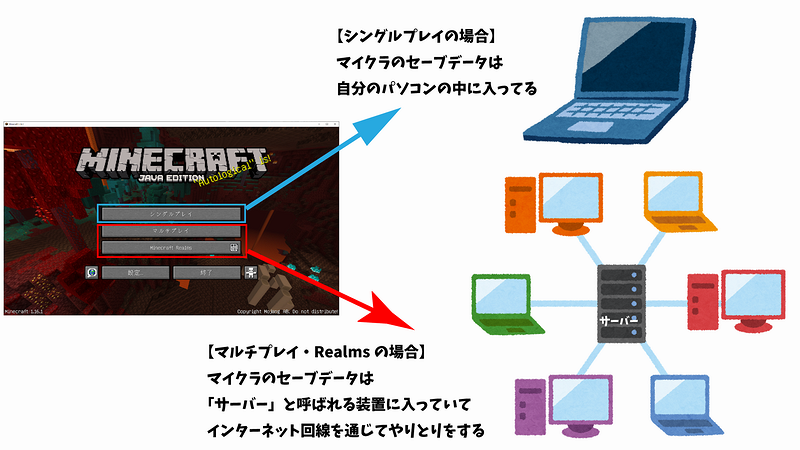 【シングルプレイの場合】
マイクラのセーブデータは
自分のパソコンの中に入ってる
MINECRAFT
JAVA EDITION
シングルプレイ
マルチプレイ
Minecraft Realms
設定...
終了
Minecraft 1.16.1
Copyright Mojang AB. Do not distribute!
サーバー
【マルチプレイ・Realms の場合】
マイクラのセーブデータは
「サーバー」と呼ばれる装置に入っていて
インターネット回線を通じてやりとりをする